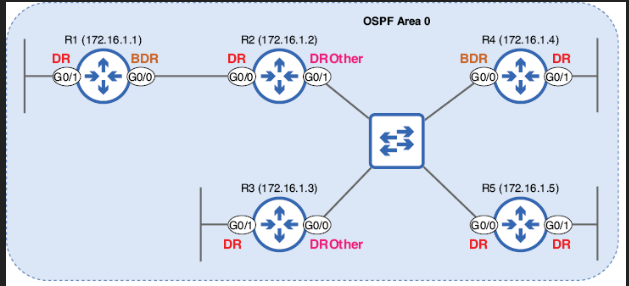 OSPF Area 0
R1 (172.16.1.1)
R2 (172.16.1.2)
R4 (172.16.1.4)
DR
BDR
DR
DROther
BDR
DR
G0/1
G0/0
G0/0
G0/1
G0/0
G0/1
R3 (172.16.1.3)
R5 (172.16.1.5)
G0/1
G0/0
G0/0
G0/1
DR
DROther
DR
DR